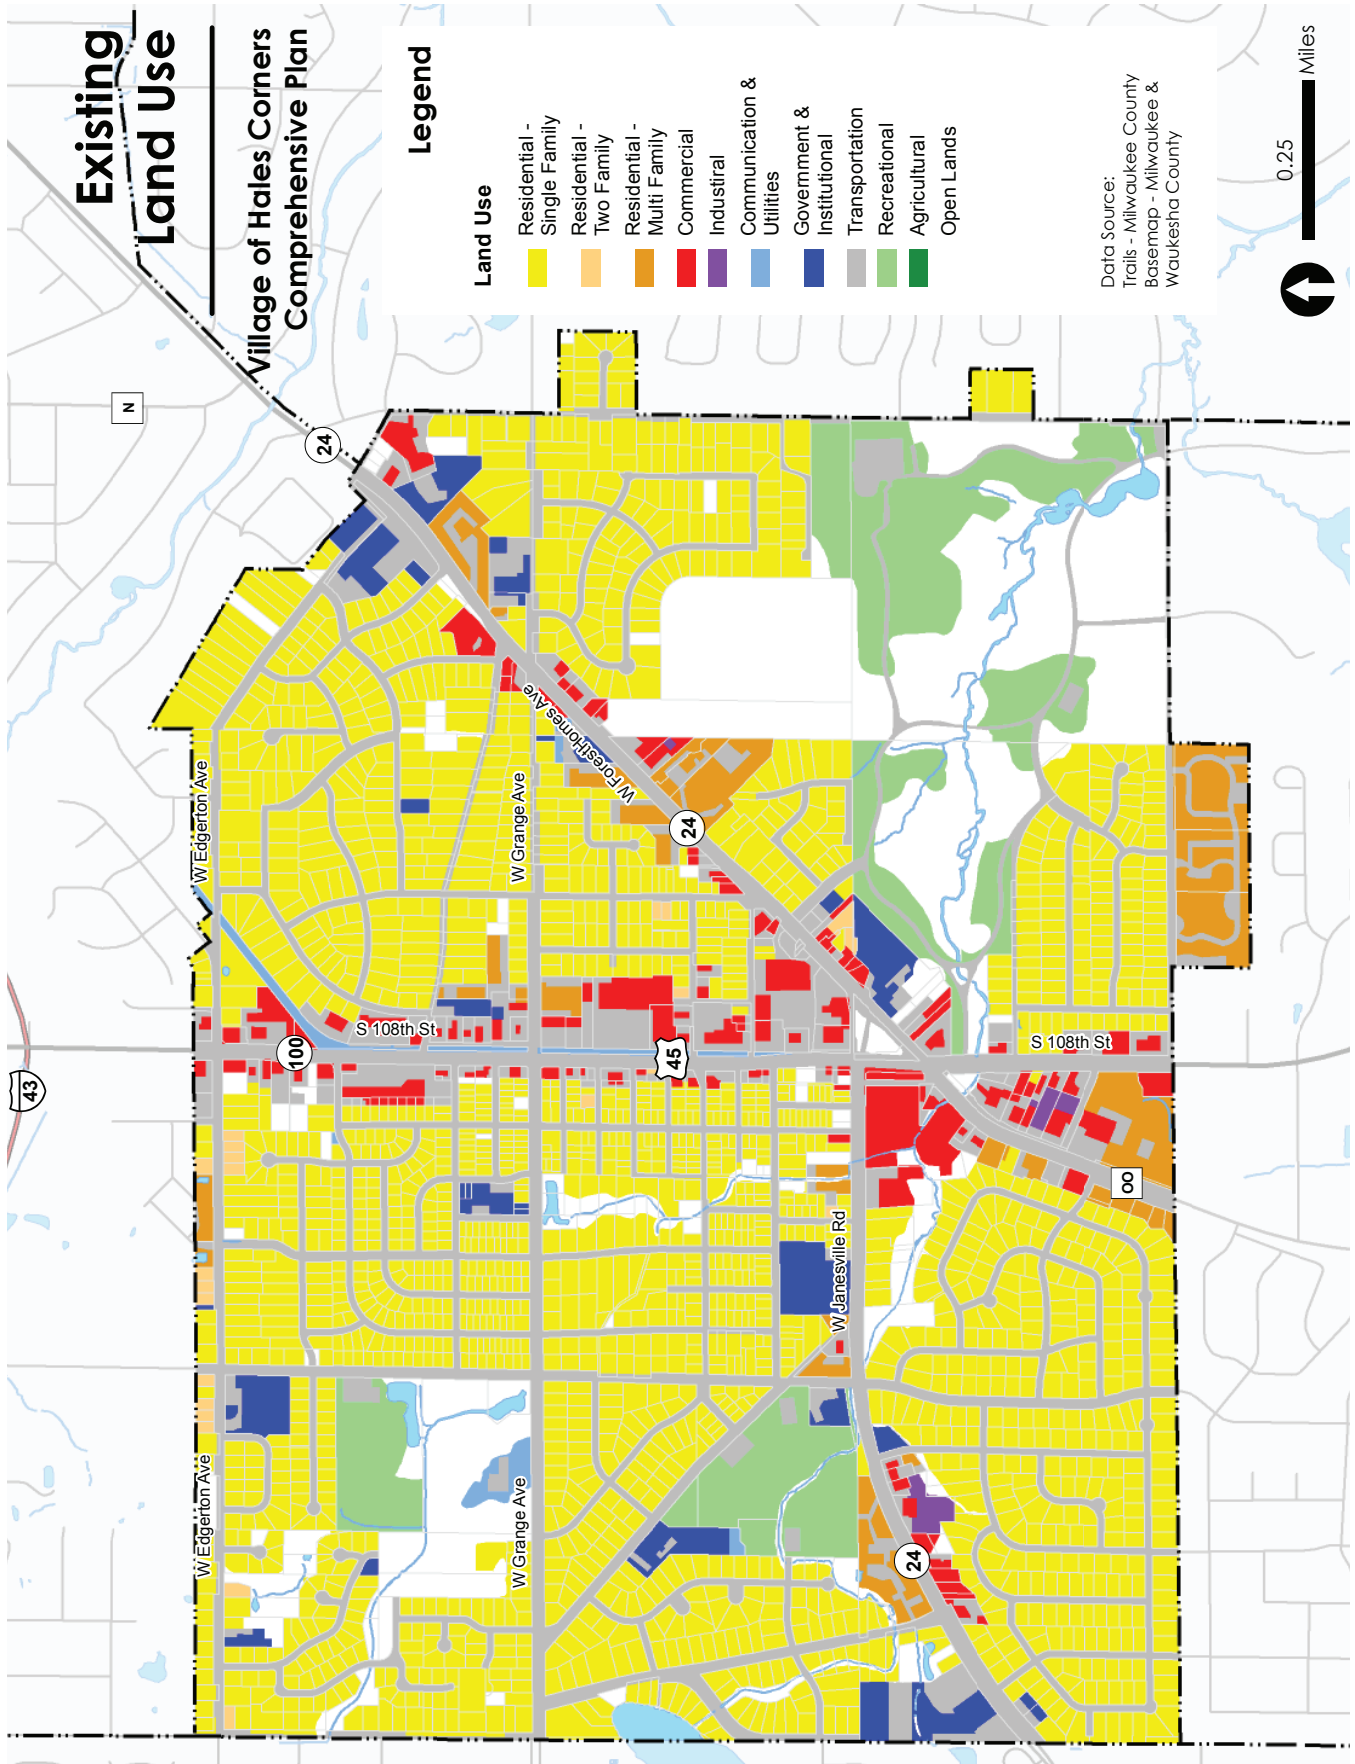 Existing
Land Use
Village of Hales Corners
Comprehensive Plan
Legend
Land Use
Residential -
Single Family
Residential -
Two Family
Residential -
Multi Family
Commercial
Industiral
Communication &
Utilities
Government &
Institutional
Transportation
Recreational
Agricultural
Open Lands
Data Source:
Trails - Milwaukee County
Basemap - Milwaukee &
Waukesha County
0.25
Miles
N
24
43
100
45
24
24
OO
W Edgerton Ave
W Edgerton Ave
W Grange Ave
W Grange Ave
W ForestHomes Ave
S 108th St
S 108th St
W Janesville Rd